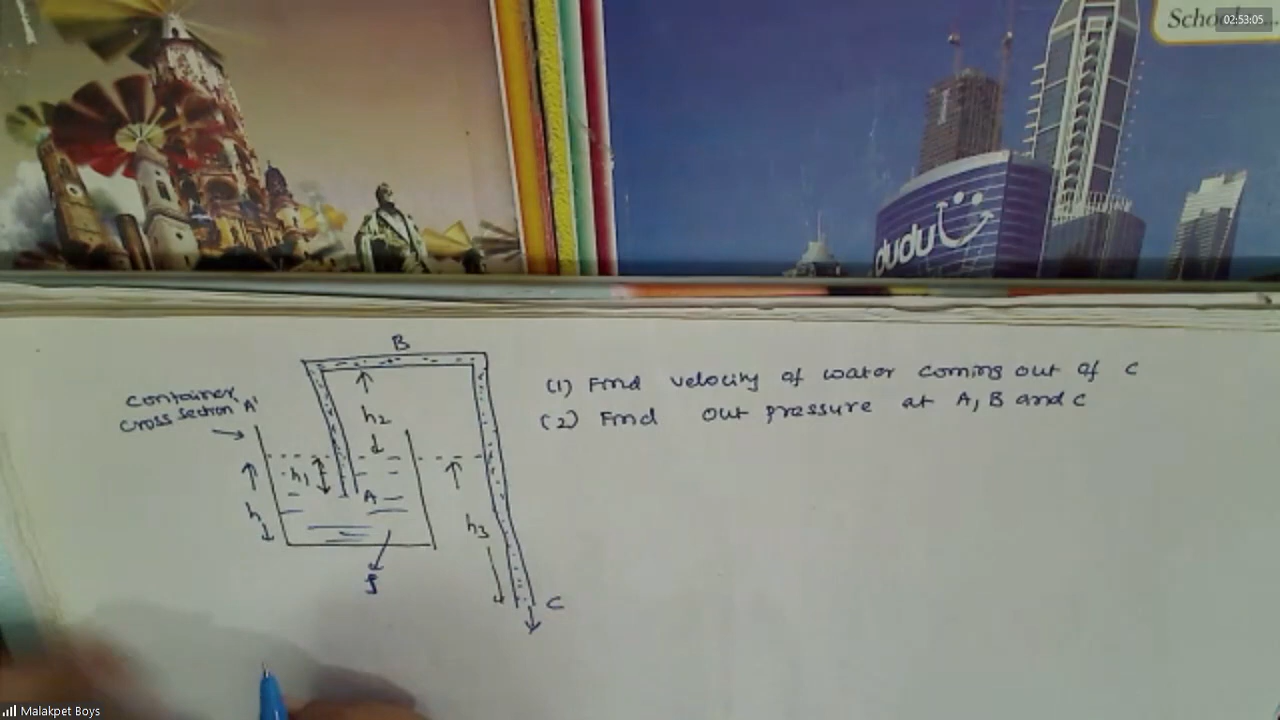 School
02:53:05
dudu
B
container
cross section A'
h2
h1
A
h
h3
ρ
C
(1) Find velocity of water coming out of C
(2) Find out pressure at A, B and C
Malakpet Boys